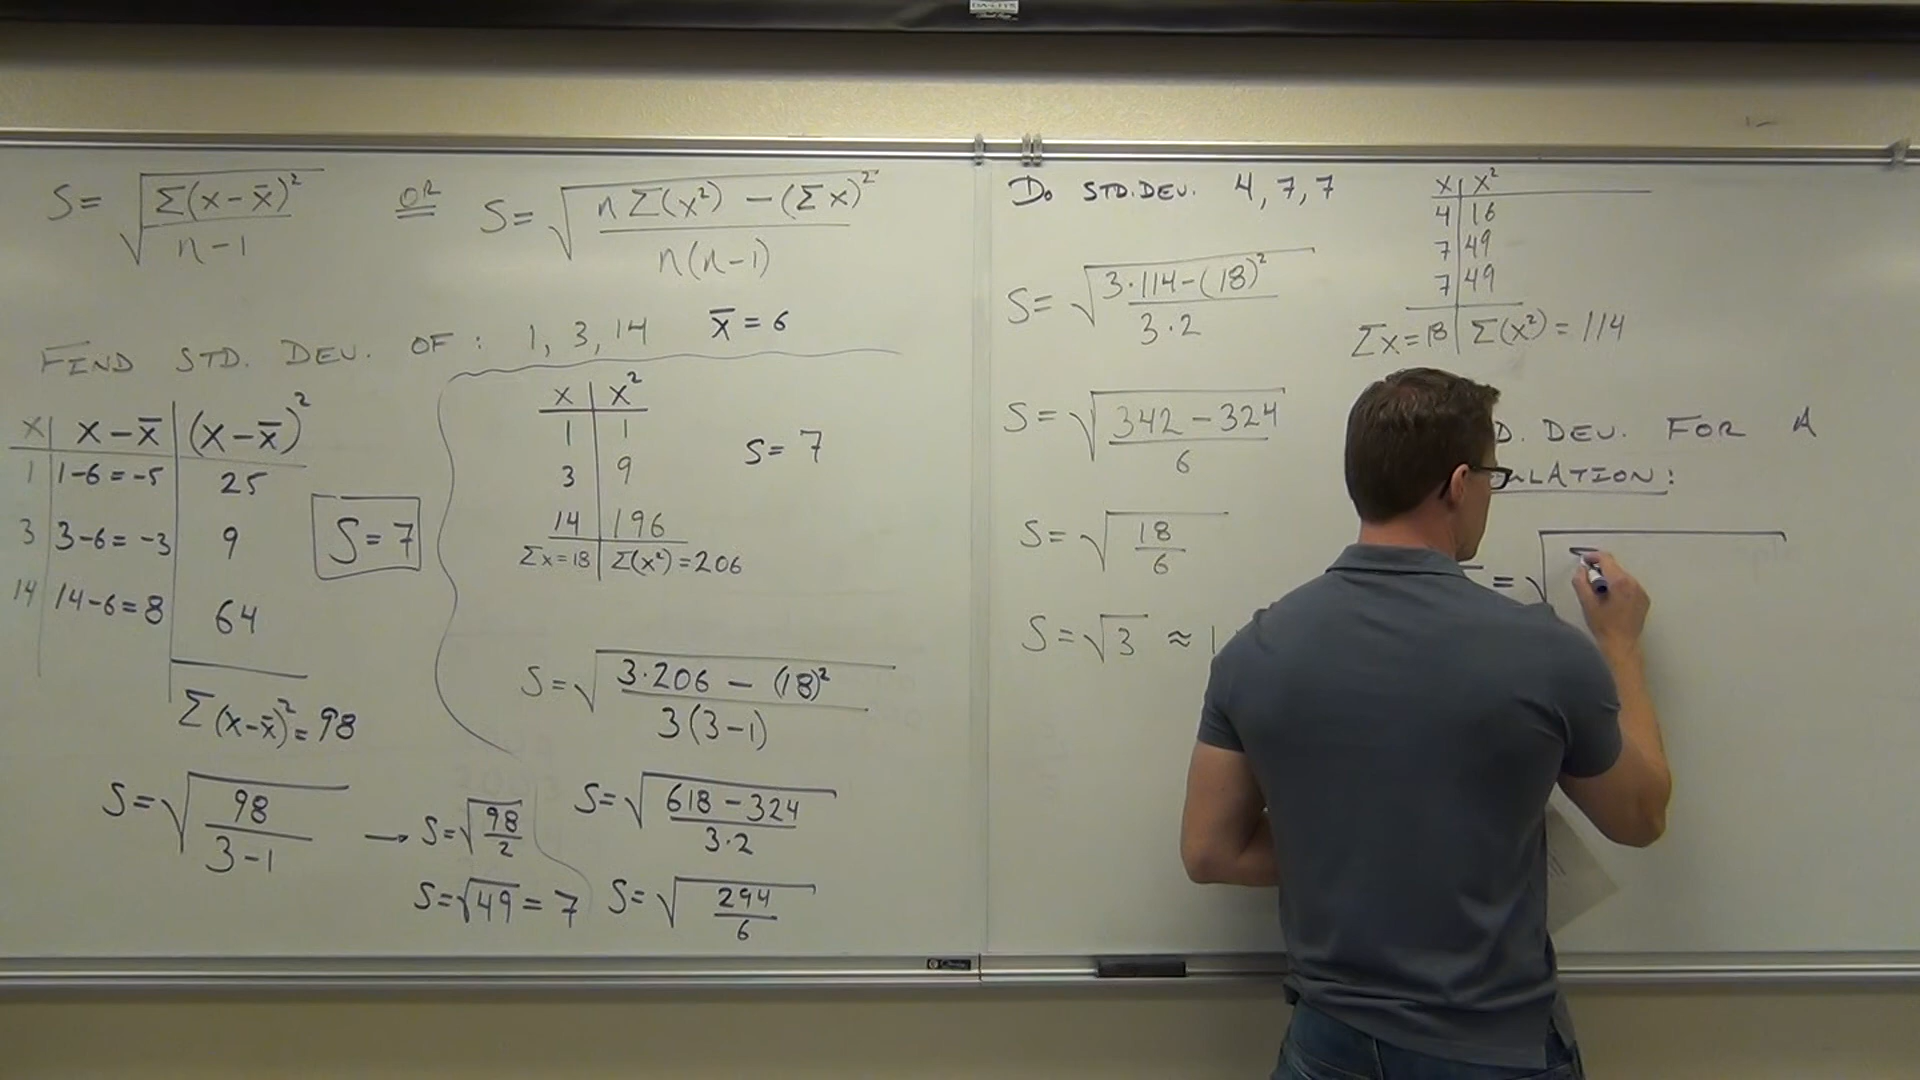 S = √(Σ(x-x̄)² / n-1) OR S = √(nΣ(x²) - (Σx)² / n(n-1))
FIND STD. DEV. OF : 1, 3, 14 x̄ = 6
x | x-x̄ | (x-x̄)²
1 | 1-6=-5 | 25
3 | 3-6=-3 | 9
14 | 14-6=8 | 64
Σ(x-x̄)²=98
S=7
S=√(98 / 3-1) → S=√(98/2)
S=√49 = 7
x | x²
1 | 1
3 | 9
14 | 196
Σx=18 | Σ(x²)=206
S=7
S=√(3·206 - (18)² / 3(3-1))
S=√(618-324 / 3·2)
S=√(294/6)
Do STD.DEV. 4, 7, 7
x | x²
4 | 16
7 | 49
7 | 49
Σx=18 | Σ(x²)=114
S=√(3·114-(18)² / 3·2)
S=√(342-324 / 6)
S=√(18/6)
S=√3 ≈ 1
D. DEV. FOR A
ULATION:
= √